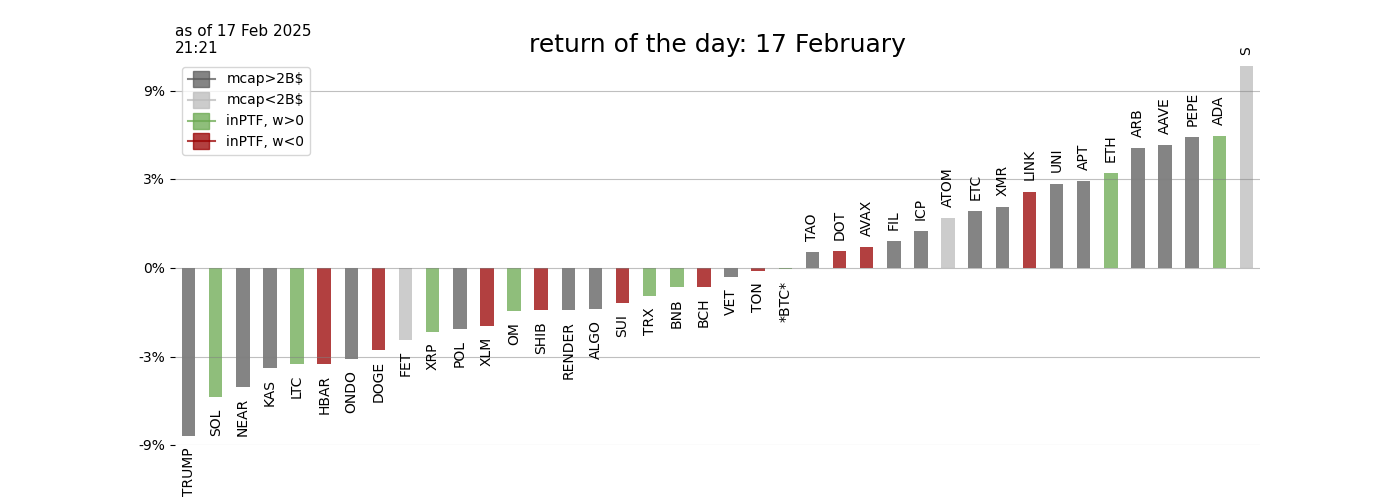 as of 17 Feb 2025
21:21
return of the day: 17 February
mcap>2B$
mcap<2B$
inPTF, w>0
inPTF, w<0
9%
3%
0%
-3%
-9%
TRUMP
SOL
NEAR
KAS
LTC
HBAR
ONDO
DOGE
FET
XRP
POL
XLM
OM
SHIB
RENDER
ALGO
SUI
TRX
BNB
BCH
VET
TON
*BTC*
TAO
DOT
AVAX
FIL
ICP
ATOM
ETC
XMR
LINK
UNI
APT
ETH
ARB
AAVE
PEPE
ADA
S